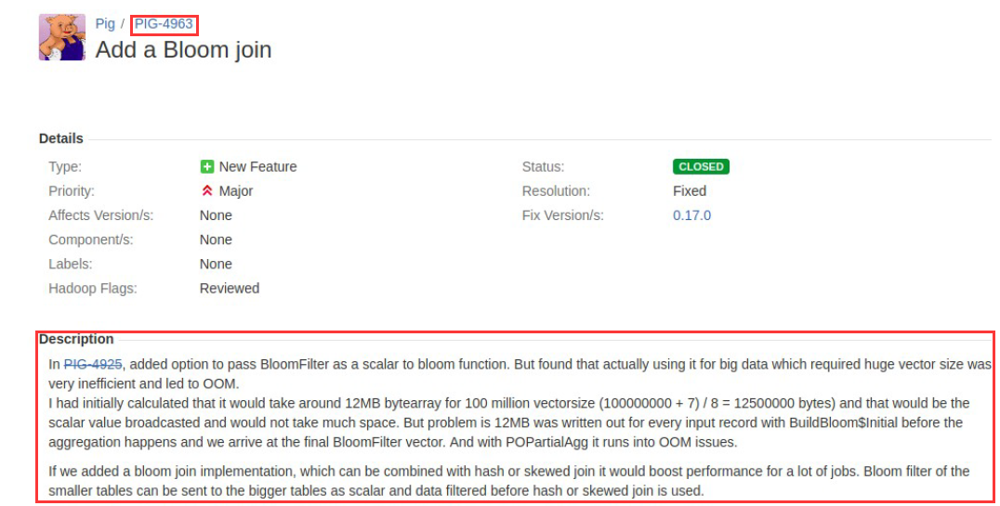 Pig / PIG-4963
Add a Bloom join
Details
Type: New Feature Status: CLOSED
Priority: Major Resolution: Fixed
Affects Version/s: None Fix Version/s: 0.17.0
Component/s: None
Labels: None
Hadoop Flags: Reviewed
Description
In PIG-4925, added option to pass BloomFilter as a scalar to bloom function. But found that actually using it for big data which required huge vector size was
very inefficient and led to OOM.
I had initially calculated that it would take around 12MB bytearray for 100 million vectorsize (100000000 + 7) / 8 = 12500000 bytes) and that would be the
scalar value broadcasted and would not take much space. But problem is 12MB was written out for every input record with BuildBloom$Initial before the
aggregation happens and we arrive at the final BloomFilter vector. And with POPartialAgg it runs into OOM issues.
If we added a bloom join implementation, which can be combined with hash or skewed join it would boost performance for a lot of jobs. Bloom filter of the
smaller tables can be sent to the bigger tables as scalar and data filtered before hash or skewed join is used.